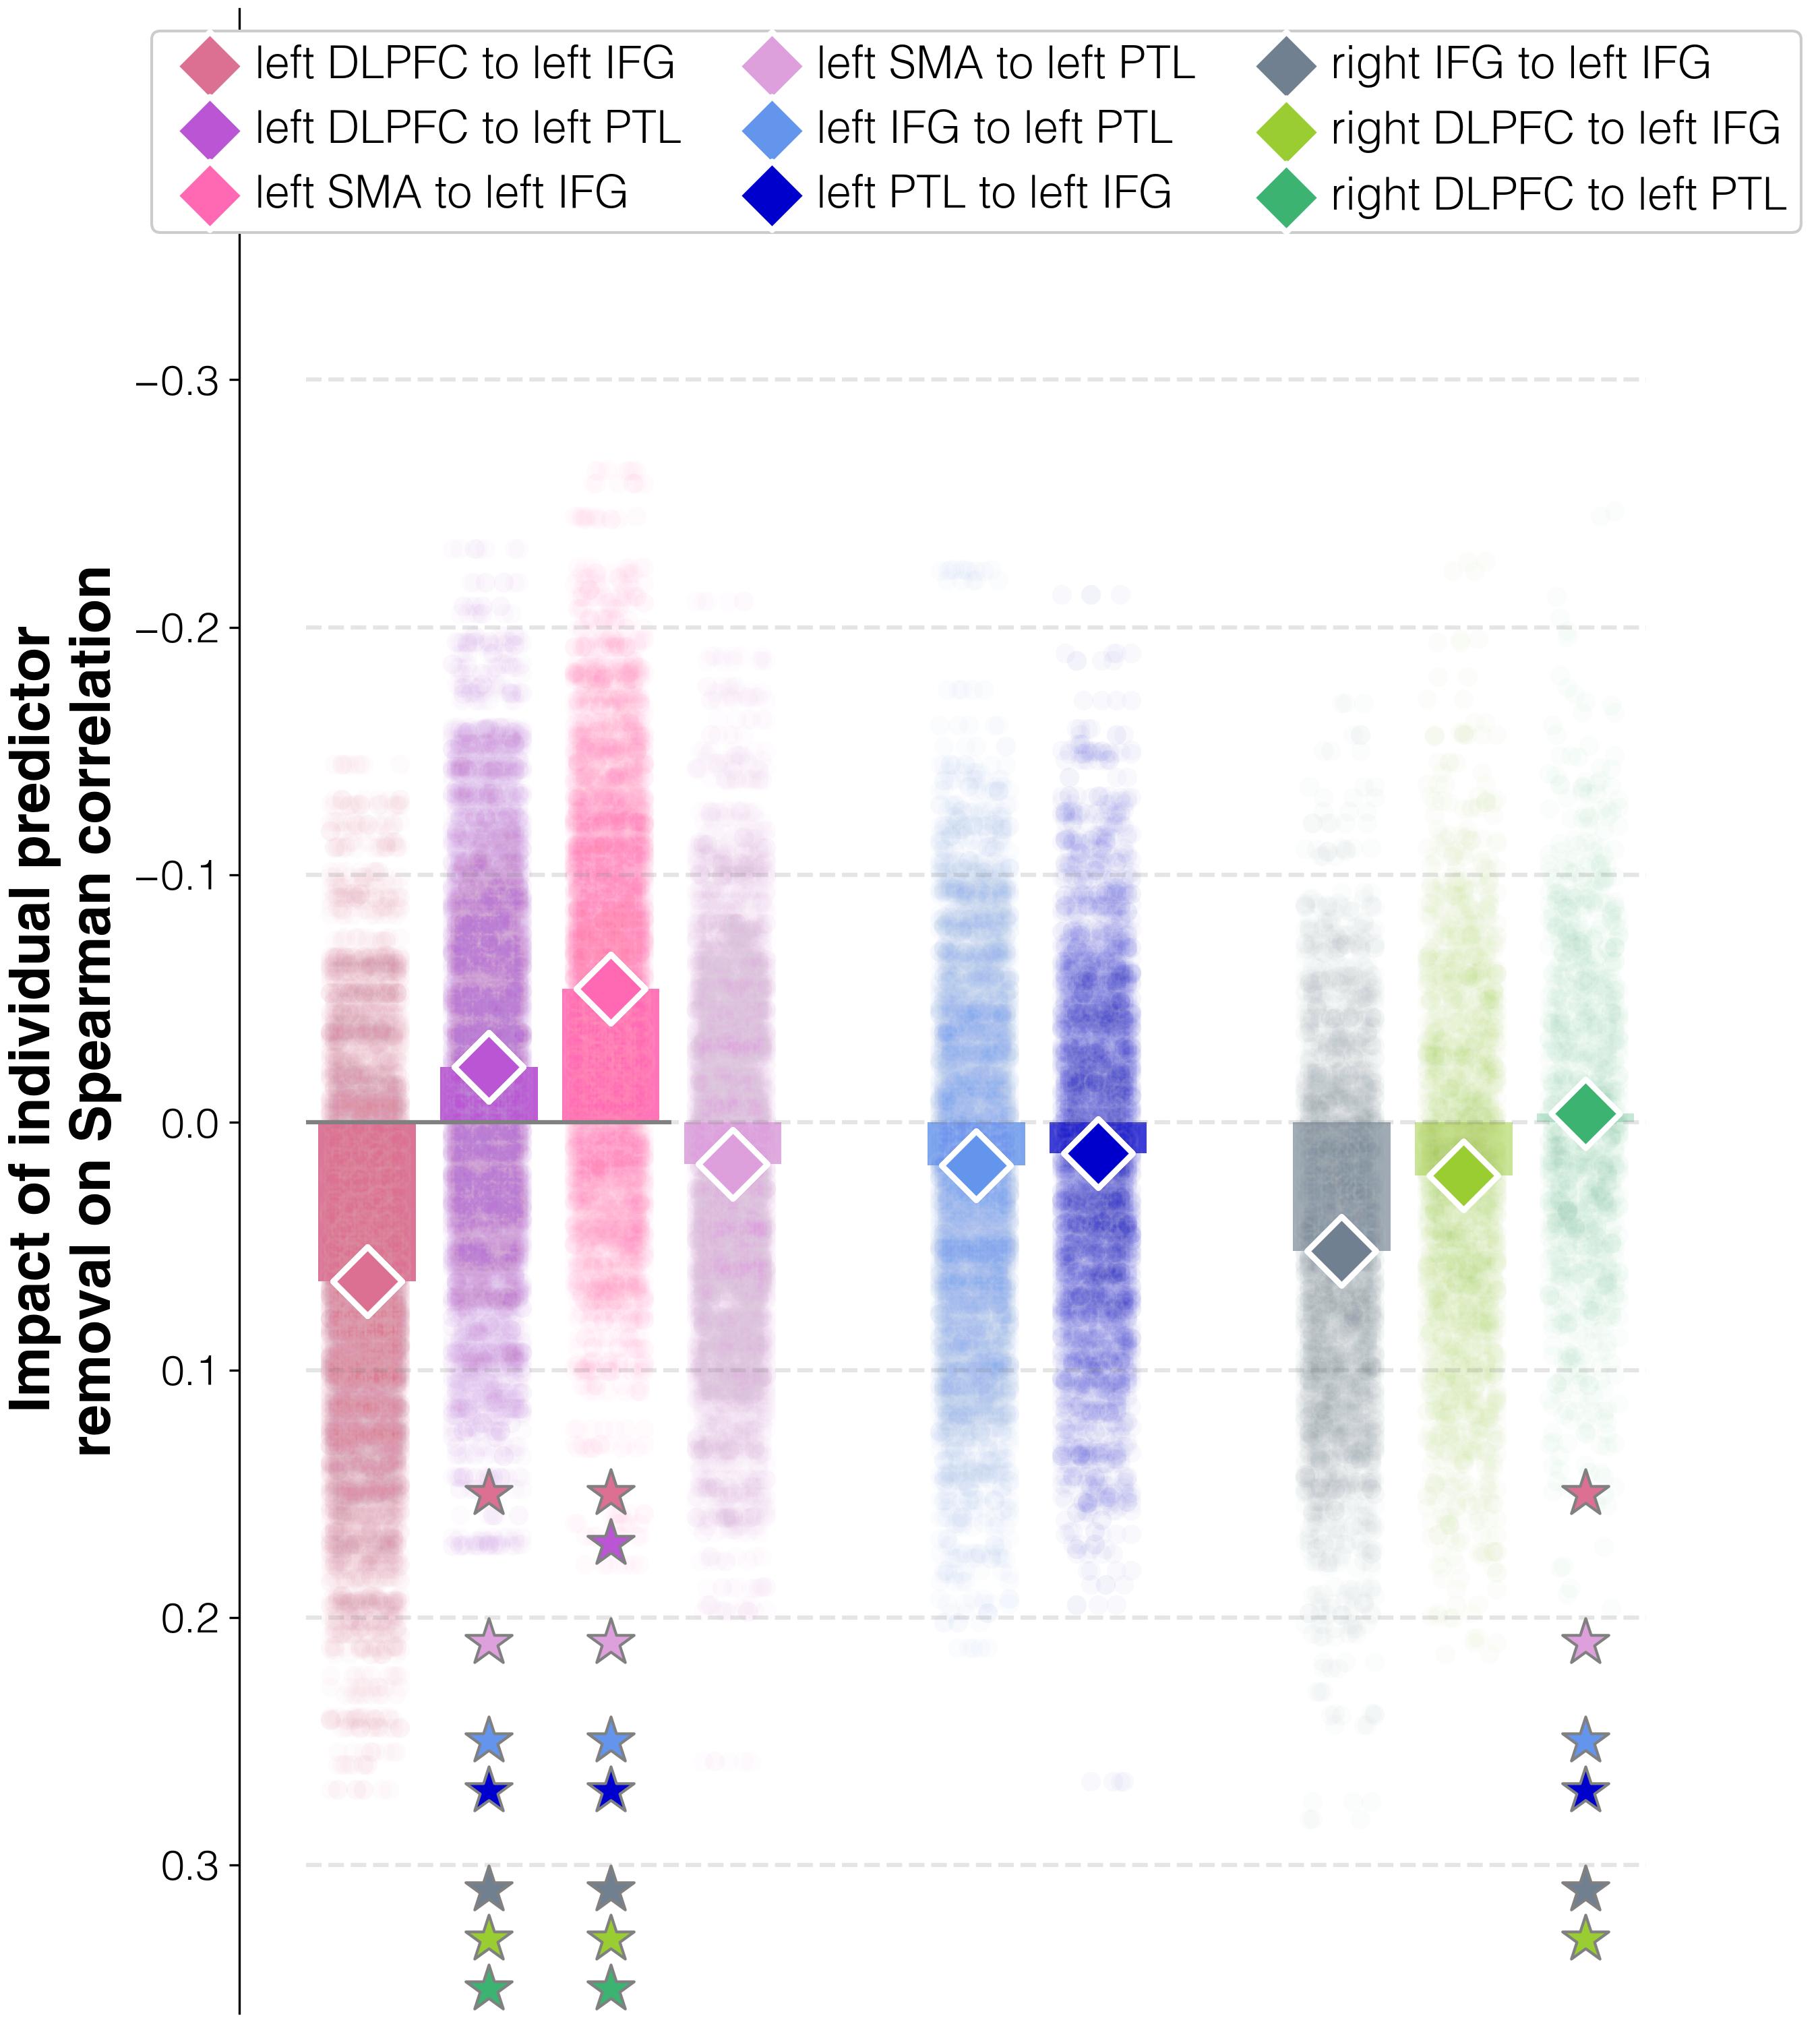 left DLPFC to left IFG
left DLPFC to left PTL
left SMA to left IFG
left SMA to left PTL
left IFG to left PTL
left PTL to left IFG
right IFG to left IFG
right DLPFC to left IFG
right DLPFC to left PTL
Impact of individual predictor
removal on Spearman correlation
−0.3
−0.2
−0.1
0.0
0.1
0.2
0.3